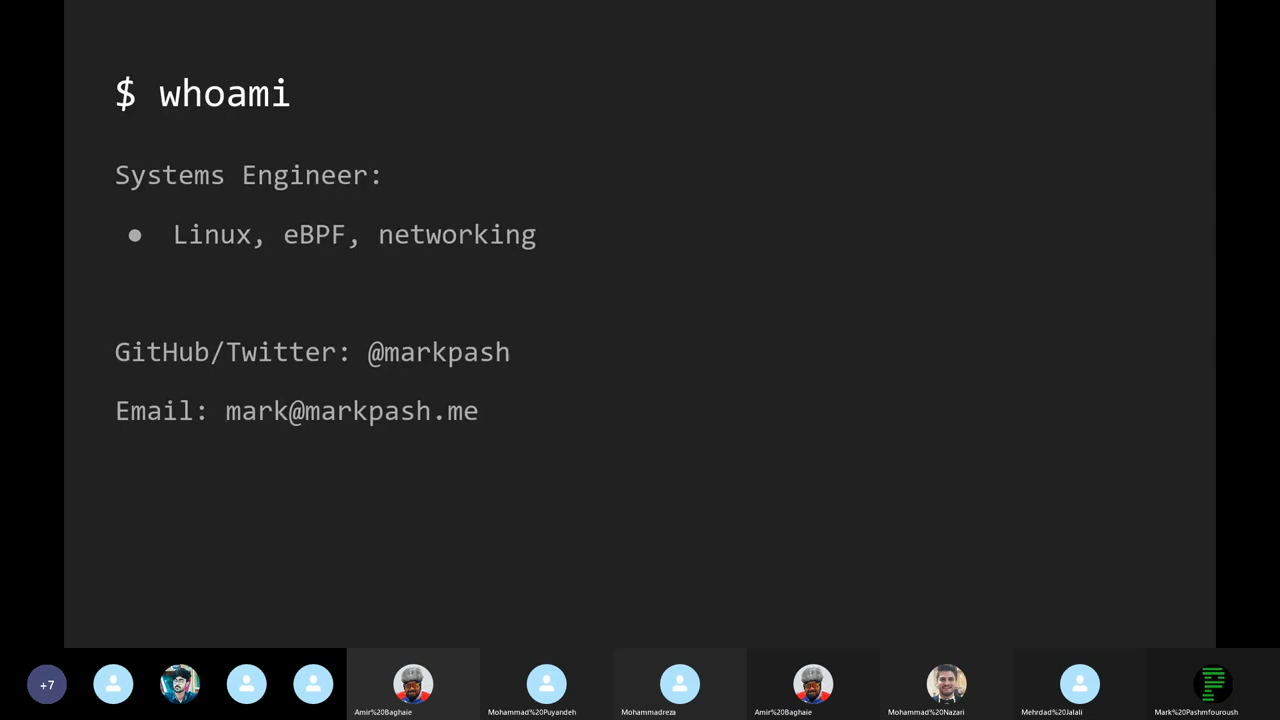 $ whoami
Systems Engineer:
● Linux, eBPF, networking
GitHub/Twitter: @markpash
Email: mark@markpash.me
+7
Amir%20Baghaie
Mohammad%20Puyandeh
Mohammadreza
Amir%20Baghaie
Mohammad%20Nazari
Mehrdad%20Jalali
Mark%20Pashmfouroush